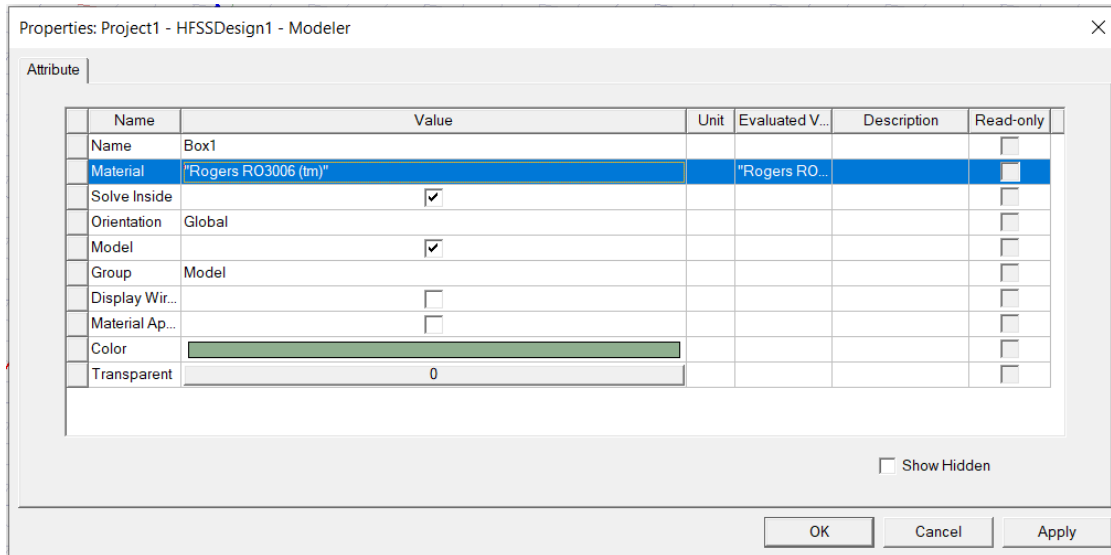 Properties: Project1 - HFSSDesign1 - Modeler
Attribute
Name Value Unit Evaluated V... Description Read-only
Name Box1
Material "Rogers RO3006 (tm)" "Rogers RO...
Solve Inside
Orientation Global
Model
Group Model
Display Wir...
Material Ap...
Color
Transparent 0
Show Hidden
OK Cancel Apply